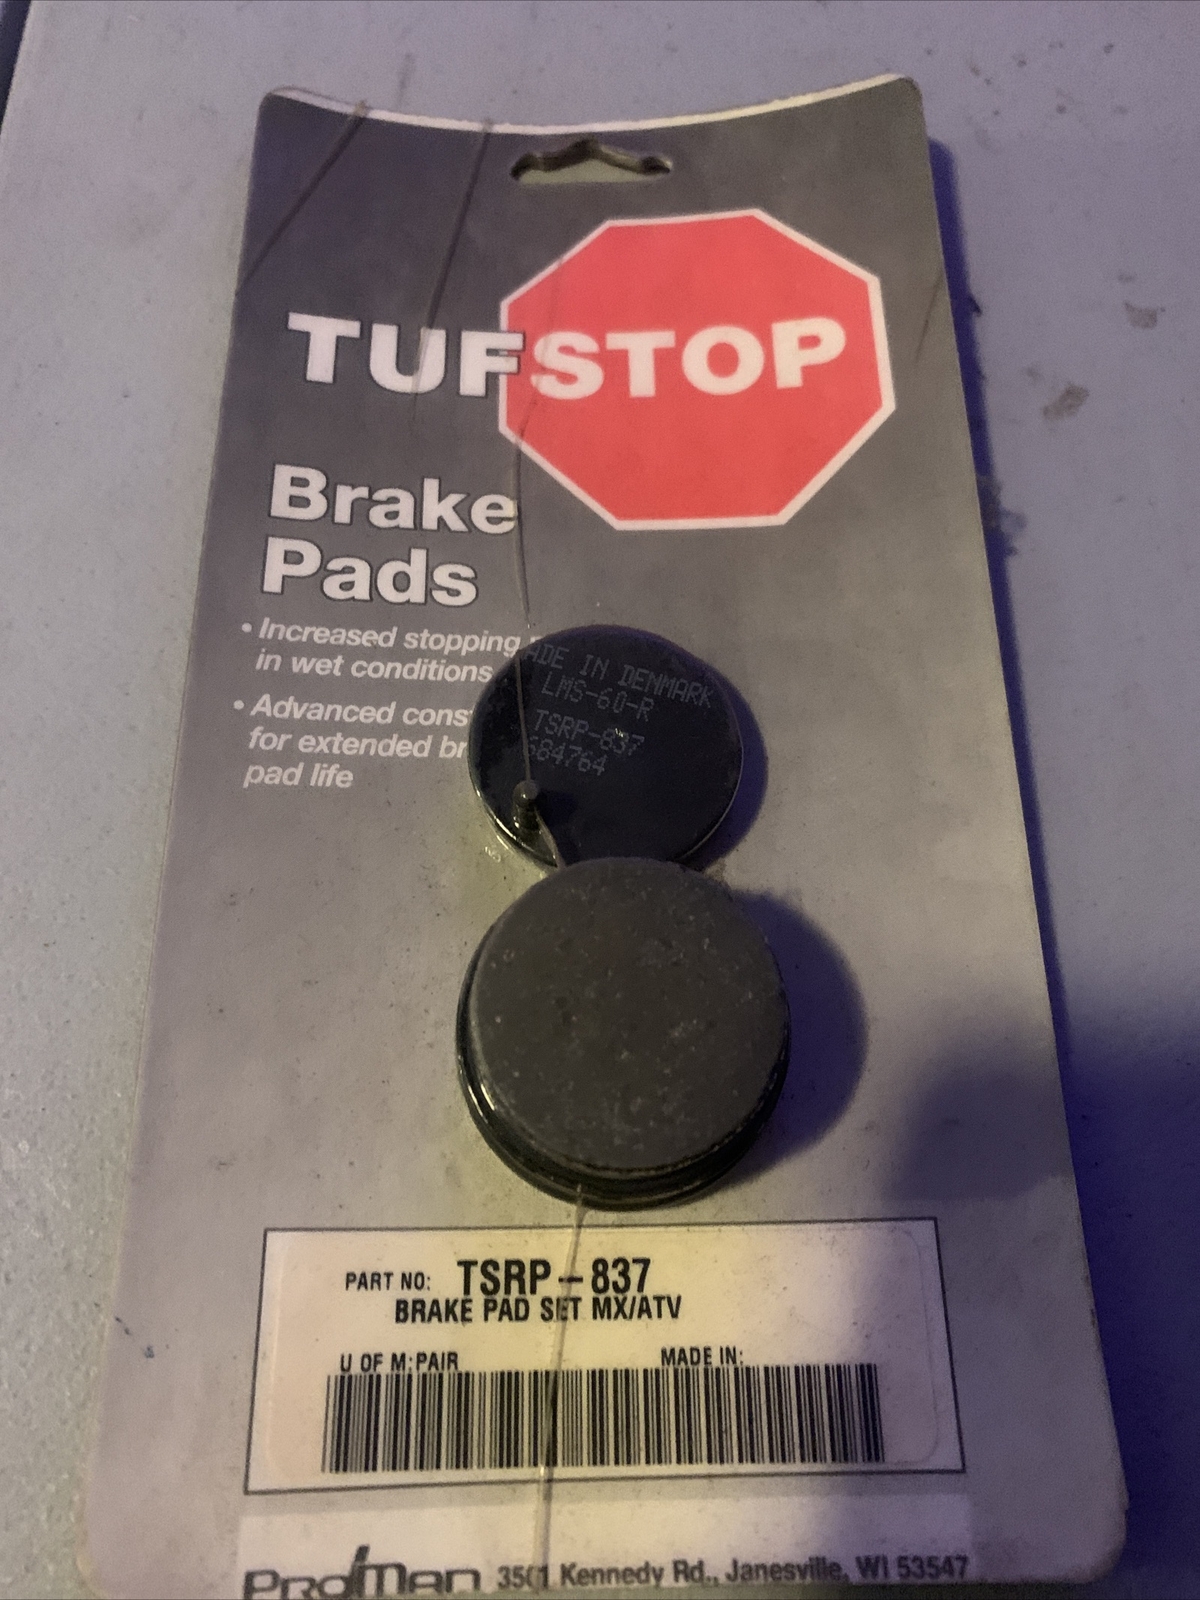 TUFSTOP
Brake
Pads
• Increased stopping
in wet conditions
• Advanced cons
for extended br
pad life
ADE IN DENMARK
LMS-60-R
TSRP-837
684764
PART NO: TSRP-837
BRAKE PAD SET MX/ATV
U OF M: PAIR MADE IN:
3501 Kennedy Rd., Janesville, WI 53547